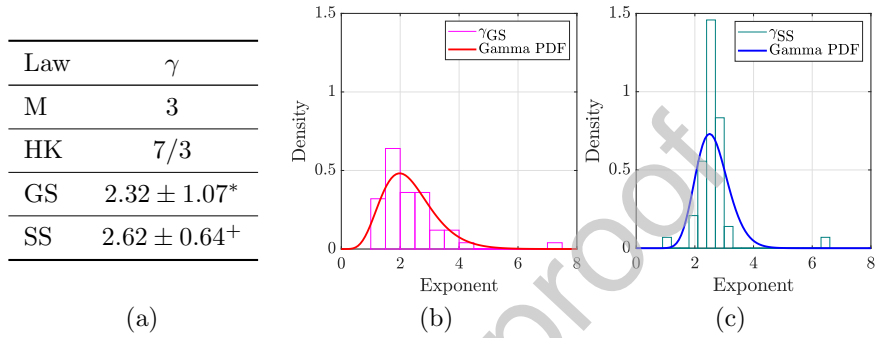 Law γ
M 3
HK 7/3
GS 2.32 ± 1.07*
SS 2.62 ± 0.64⁺
(a)
1.5
1
0.5
0
0 2 4 6 8
Density
Exponent
γGS
Gamma PDF
(b)
1.5
1
0.5
0
0 2 4 6 8
Density
Exponent
γSS
Gamma PDF
(c)
proof